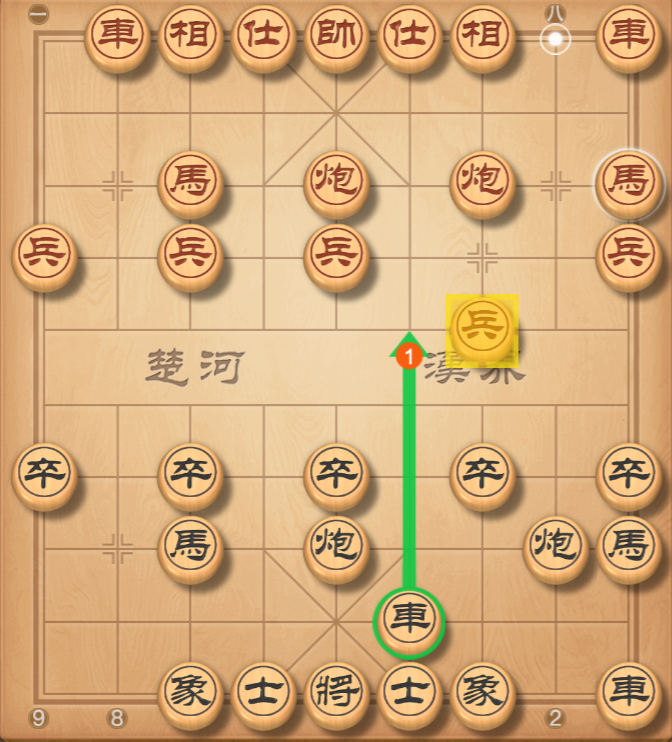 一 八
車 相 仕 帥 仕 相 車
馬 炮 炮 馬
兵 兵 兵 兵
兵
1
楚河 漢界
卒 卒 卒 卒 卒
馬 炮 炮 馬
車
象 士 將 士 象 車
9 8 2